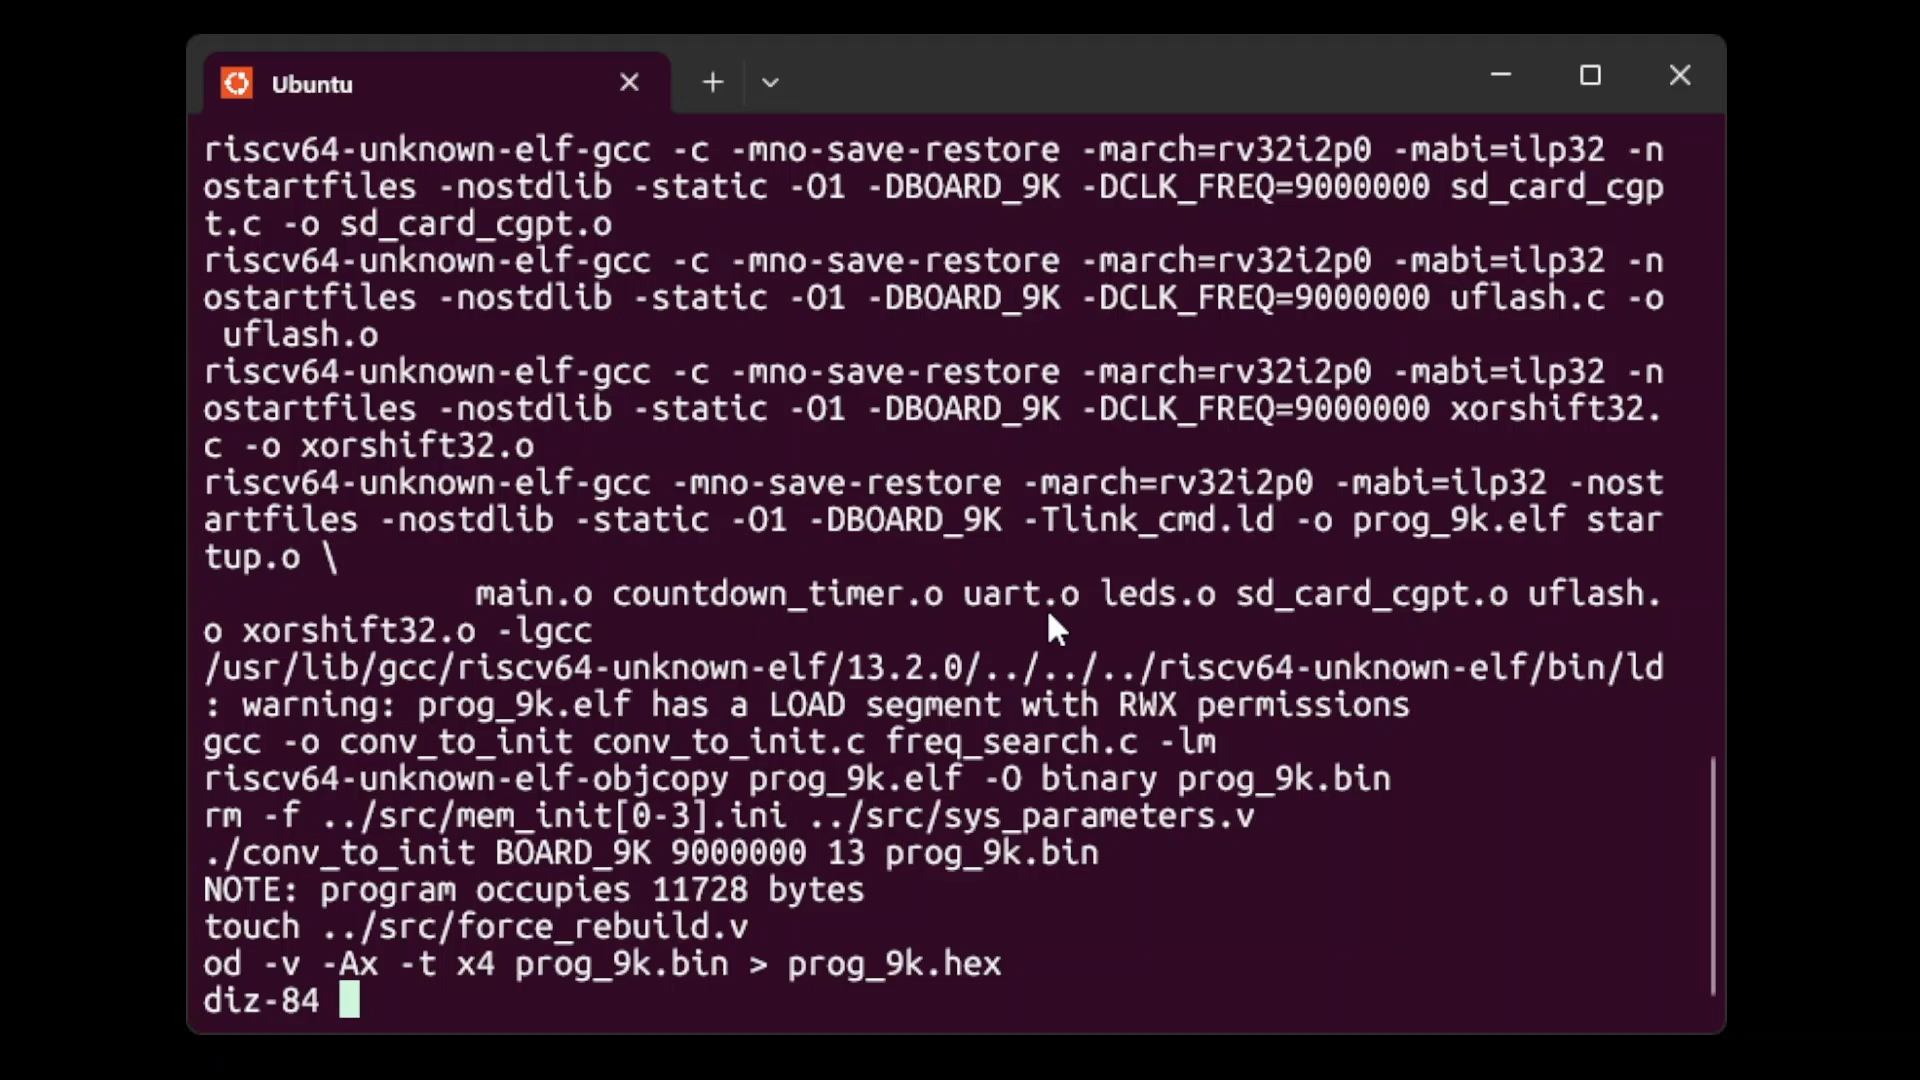 Ubuntu
riscv64-unknown-elf-gcc -c -mno-save-restore -march=rv32i2p0 -mabi=ilp32 -n
ostartfiles -nostdlib -static -O1 -DBOARD_9K -DCLK_FREQ=9000000 sd_card_cgp
t.c -o sd_card_cgpt.o
riscv64-unknown-elf-gcc -c -mno-save-restore -march=rv32i2p0 -mabi=ilp32 -n
ostartfiles -nostdlib -static -O1 -DBOARD_9K -DCLK_FREQ=9000000 uflash.c -o
 uflash.o
riscv64-unknown-elf-gcc -c -mno-save-restore -march=rv32i2p0 -mabi=ilp32 -n
ostartfiles -nostdlib -static -O1 -DBOARD_9K -DCLK_FREQ=9000000 xorshift32.
c -o xorshift32.o
riscv64-unknown-elf-gcc -mno-save-restore -march=rv32i2p0 -mabi=ilp32 -nost
artfiles -nostdlib -static -O1 -DBOARD_9K -Tlink_cmd.ld -o prog_9k.elf star
tup.o \
              main.o countdown_timer.o uart.o leds.o sd_card_cgpt.o uflash.
o xorshift32.o -lgcc
/usr/lib/gcc/riscv64-unknown-elf/13.2.0/../../../riscv64-unknown-elf/bin/ld
: warning: prog_9k.elf has a LOAD segment with RWX permissions
gcc -o conv_to_init conv_to_init.c freq_search.c -lm
riscv64-unknown-elf-objcopy prog_9k.elf -O binary prog_9k.bin
rm -f ../src/mem_init[0-3].ini ../src/sys_parameters.v
./conv_to_init BOARD_9K 9000000 13 prog_9k.bin
NOTE: program occupies 11728 bytes
touch ../src/force_rebuild.v
od -v -Ax -t x4 prog_9k.bin > prog_9k.hex
diz-84